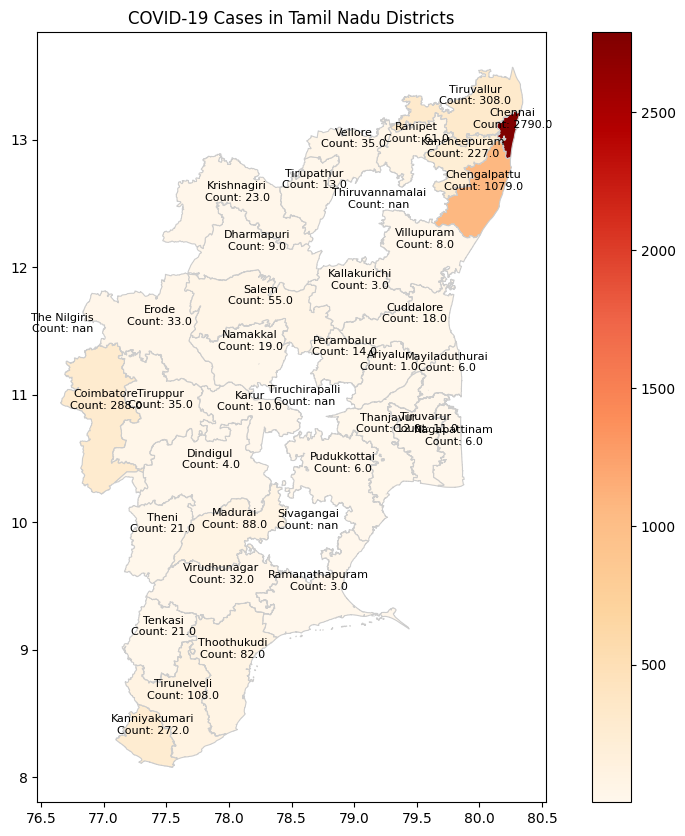 COVID-19 Cases in Tamil Nadu Districts
Tiruvallur
Count: 308.0
Chennai
Count: 2790.0
Ranipet
Count: 61.0
Vellore
Count: 35.0
Kancheepuram
Count: 227.0
Chengalpattu
Count: 1079.0
Tirupathur
Count: 13.0
Thiruvannamalai
Count: nan
Krishnagiri
Count: 23.0
Dharmapuri
Count: 9.0
Villupuram
Count: 8.0
Kallakurichi
Count: 3.0
Salem
Count: 55.0
Cuddalore
Count: 18.0
The Nilgiris
Count: nan
Erode
Count: 33.0
Namakkal
Count: 19.0
Perambalur
Count: 14.0
Ariyalur
Count: 1.0
Mayiladuthurai
Count: 6.0
Coimbatore
Count: 288.0
Tiruppur
Count: 35.0
Karur
Count: 10.0
Tiruchirapalli
Count: nan
Thanjavur
Count: 12.0
Tiruvarur
Count: 11.0
Nagapattinam
Count: 6.0
Dindigul
Count: 4.0
Pudukkottai
Count: 6.0
Theni
Count: 21.0
Madurai
Count: 88.0
Sivagangai
Count: nan
Virudhunagar
Count: 32.0
Ramanathapuram
Count: 3.0
Tenkasi
Count: 21.0
Thoothukudi
Count: 82.0
Tirunelveli
Count: 108.0
Kanniyakumari
Count: 272.0
13
12
11
10
9
8
76.5 77.0 77.5 78.0 78.5 79.0 79.5 80.0 80.5
2500
2000
1500
1000
500